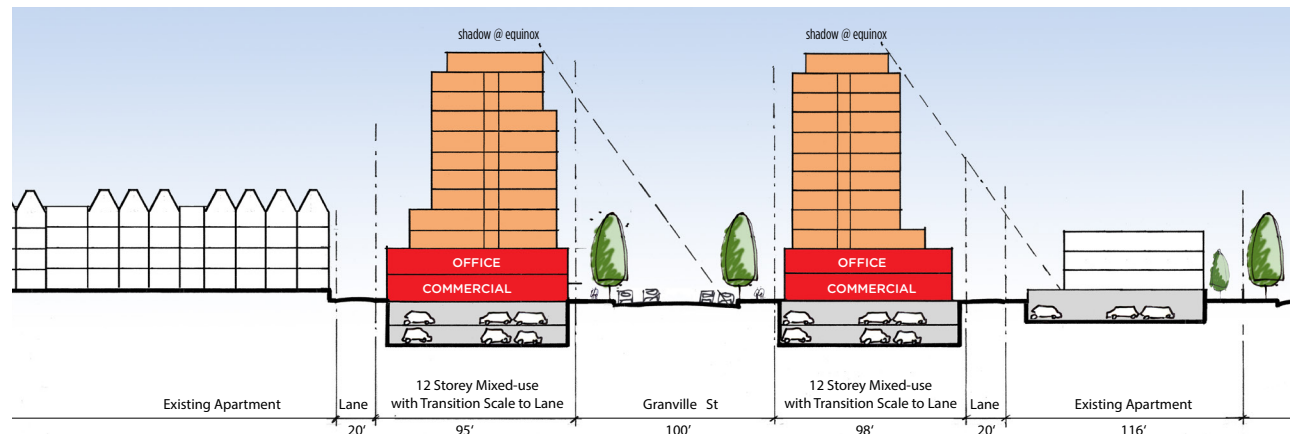 shadow @ equinox
shadow @ equinox
OFFICE
COMMERCIAL
OFFICE
COMMERCIAL
Existing Apartment
Lane
12 Storey Mixed-use
with Transition Scale to Lane
Granville St
12 Storey Mixed-use
with Transition Scale to Lane
Lane
Existing Apartment
20'
95'
100'
98'
20'
116'